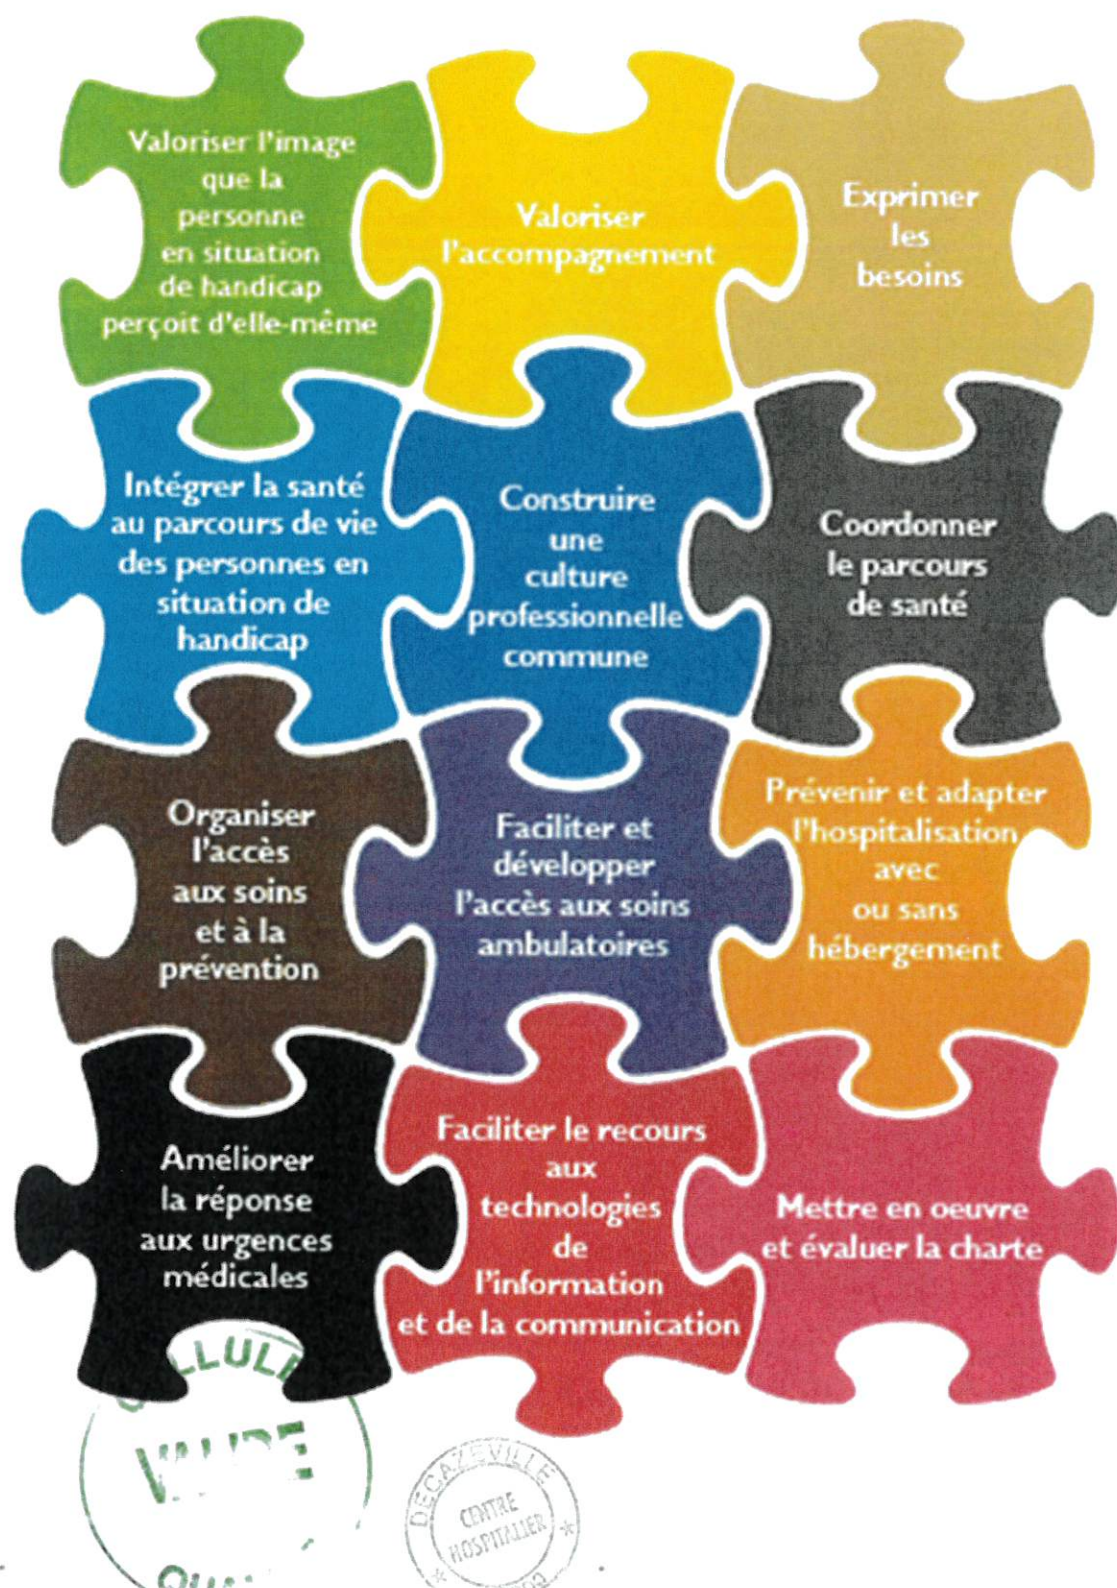 Valoriser l'image
que la
personne
en situation
de handicap
perçoit d'elle-même
Valoriser
l'accompagnement
Exprimer
les
besoins
Intégrer la santé
au parcours de vie
des personnes en
situation de
handicap
Construire
une
culture
professionnelle
commune
Coordonner
le parcours
de santé
Organiser
l'accès
aux soins
et à la
prévention
Faciliter et
développer
l'accès aux soins
ambulatoires
Prévenir et adapter
l'hospitalisation
avec
ou sans
hébergement
Améliorer
la réponse
aux urgences
médicales
Faciliter le recours
aux
technologies
de
l'information
et de la communication
Mettre en oeuvre
et évaluer la charte
DECAZEVILLE
CENTRE
HOSPITALIER